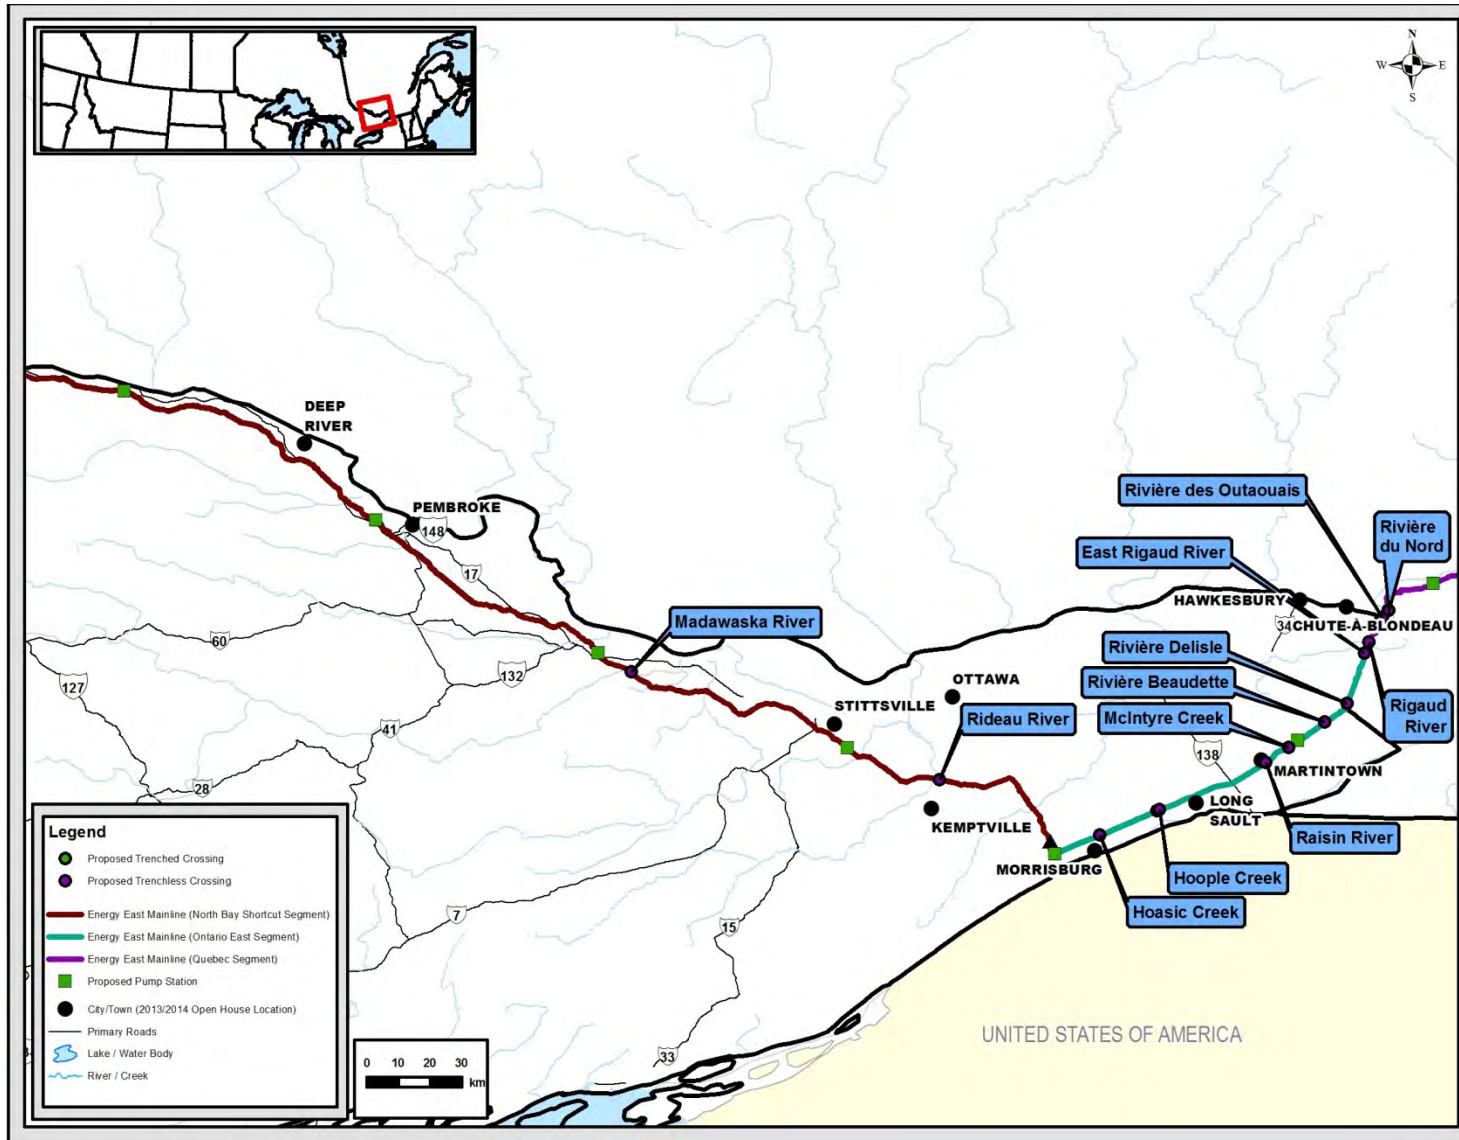 N
W E
S
DEEP
RIVER
PEMBROKE
148
17
Rivière des Outaouais
Rivière
du Nord
East Rigaud River
HAWKESBURY
34
CHUTE-À-BLONDEAU
Madawaska River
60
132
127
Rivière Delisle
Rivière Beaudette
McIntyre Creek
Rigaud
River
OTTAWA
STITTSVILLE
Rideau River
41
138
MARTINTOWN
28
KEMPTVILLE
LONG
SAULT
Raisin River
MORRISBURG
Hoople Creek
Hoasic Creek
7
15
33
UNITED STATES OF AMERICA
Legend
Proposed Trenched Crossing
Proposed Trenchless Crossing
Energy East Mainline (North Bay Shortcut Segment)
Energy East Mainline (Ontario East Segment)
Energy East Mainline (Quebec Segment)
Proposed Pump Station
City/Town (2013/2014 Open House Location)
Primary Roads
Lake / Water Body
River / Creek
0 10 20 30
km